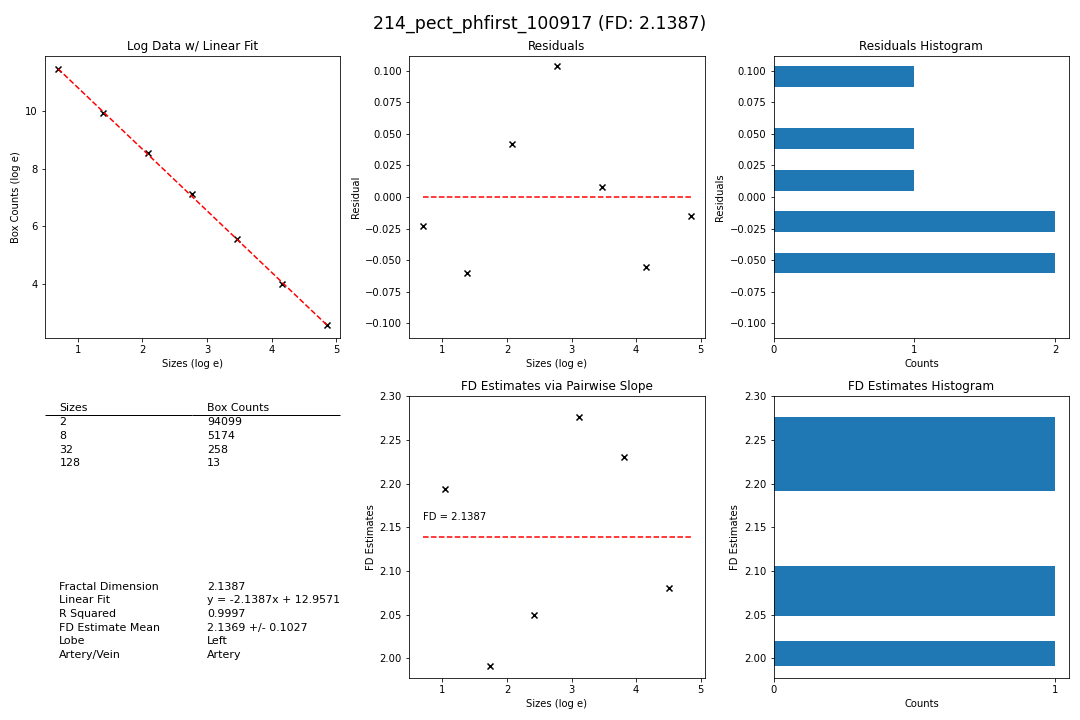 214_pect_phfirst_100917 (FD: 2.1387)
Log Data w/ Linear Fit
Box Counts (log e)
10
8
6
4
1 2 3 4 5
Sizes (log e)
Residuals
Residual
0.100
0.075
0.050
0.025
0.000
−0.025
−0.050
−0.075
−0.100
1 2 3 4 5
Sizes (log e)
Residuals Histogram
Residuals
0.100
0.075
0.050
0.025
0.000
−0.025
−0.050
−0.075
−0.100
0 1 2
Counts
Sizes Box Counts
2 94099
8 5174
32 258
128 13
Fractal Dimension 2.1387
Linear Fit y = -2.1387x + 12.9571
R Squared 0.9997
FD Estimate Mean 2.1369 +/- 0.1027
Lobe Left
Artery/Vein Artery
FD Estimates via Pairwise Slope
FD Estimates
2.30
2.25
2.20
2.15
2.10
2.05
2.00
FD = 2.1387
1 2 3 4 5
Sizes (log e)
FD Estimates Histogram
FD Estimates
2.30
2.25
2.20
2.15
2.10
2.05
2.00
0 1
Counts